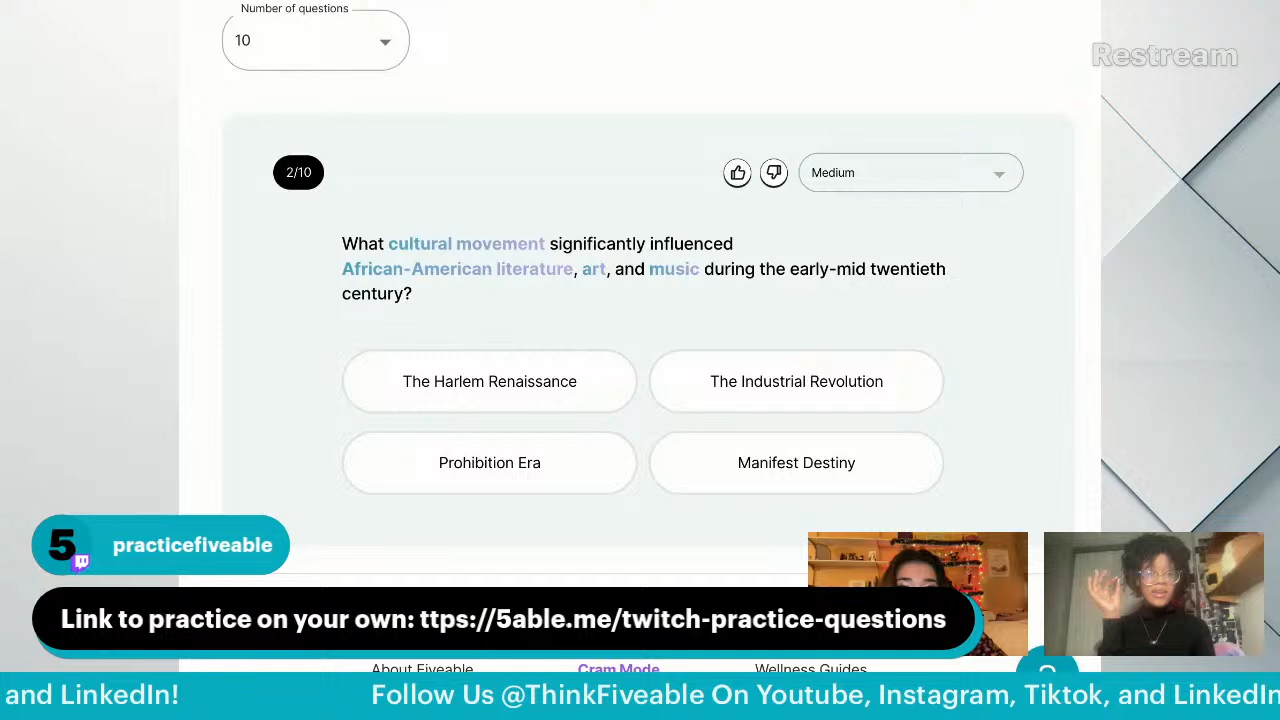 Number of questions
10
Restream
2/10
Medium
What cultural movement significantly influenced
African-American literature, art, and music during the early-mid twentieth
century?
The Harlem Renaissance
The Industrial Revolution
Prohibition Era
Manifest Destiny
5 practicefiveable
Link to practice on your own: ttps://5able.me/twitch-practice-questions
About Fiveable
Cram Mode
Wellness Guides
?
and LinkedIn! Follow Us @ThinkFiveable On Youtube, Instagram, Tiktok, and LinkedIn